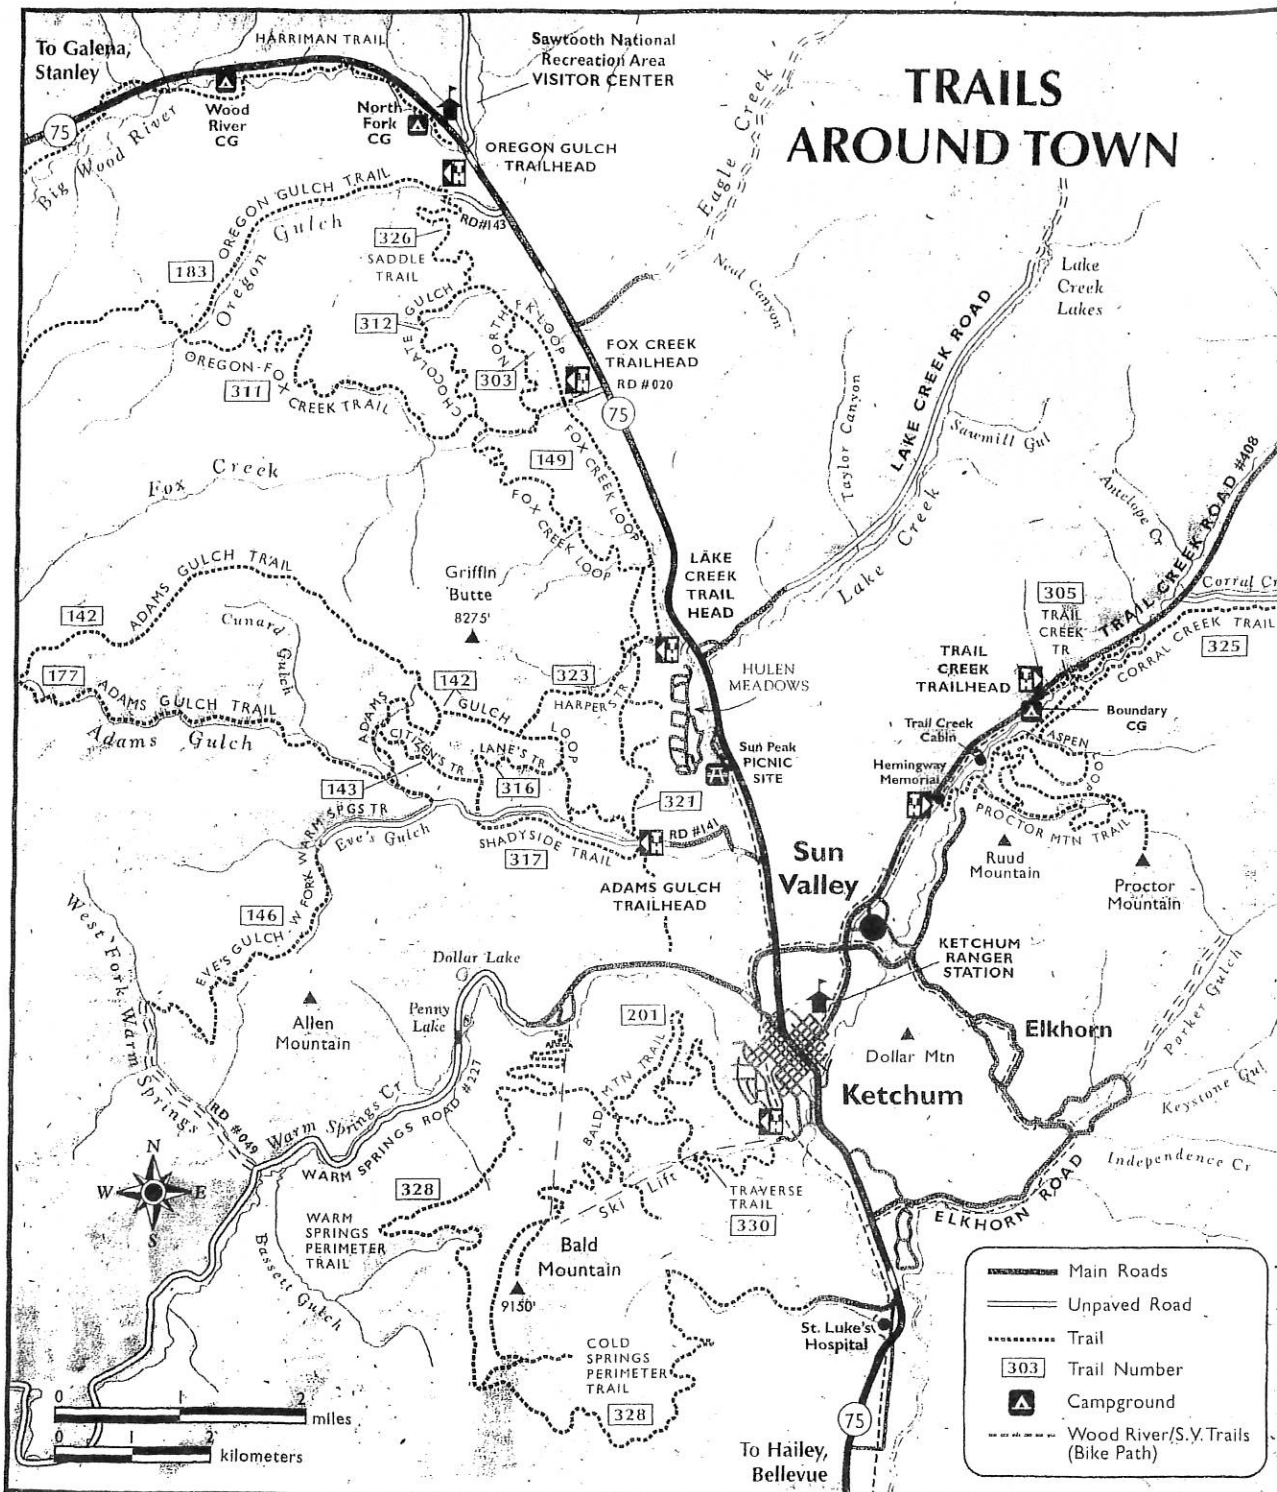 TRAILS
AROUND TOWN
To Galena,
Stanley
HARRIMAN TRAIL
Sawtooth National
Recreation Area
VISITOR CENTER
75
Wood
River
CG
North
Fork
CG
Big Wood River
OREGON GULCH
TRAILHEAD
Eagle Creek
OREGON GULCH TRAIL
Oregon Gulch
RD#143
326
SADDLE
TRAIL
183
Neal Canyon
Lake
Creek
Lakes
312
CHOCOLATE GULCH
NORTH FK LOOP
303
FOX CREEK
TRAILHEAD
RD #020
LAKE CREEK ROAD
OREGON-FOX
CREEK TRAIL
311
75
Taylor Canyon
Sawmill Gul
149
FOX CREEK LOOP
FOX CREEK LOOP
Fox Creek
Antelope Cr
TRAIL CREEK ROAD #408
Lake Creek
ADAMS GULCH TRAIL
142
Griffin
Butte
8275'
LAKE
CREEK
TRAIL
HEAD
305
TRAIL
CREEK
TR
Corral Cr
CORRAL CREEK TRAIL
325
Cunard Gulch
177
ADAMS GULCH TRAIL
Adams Gulch
142
323
HARPERS TR
HULEN
MEADOWS
TRAIL
CREEK
TRAILHEAD
Boundary
CG
ADAMS GULCH LOOP
CITIZEN'S TR
LANE'S TR
143
316
321
Sun Peak
PICNIC
SITE
Trail Creek
Cabin
Hemingway
Memorial
ASPEN LOOP
PROCTOR MTN TRAIL
EVE'S GULCH-W FORK WARM SPGS TR
Eve's Gulch
SHADYSIDE TRAIL
317
RD #141
ADAMS GULCH
TRAILHEAD
Sun
Valley
Ruud
Mountain
Proctor
Mountain
146
West Fork Warm Springs
Dollar Lake
Penny
Lake
Allen
Mountain
KETCHUM
RANGER
STATION
Parker Gulch
201
BALD MTN TRAIL
Dollar Mtn
Elkhorn
Ketchum
Keystone Gul
Independence Cr
RD #049
Warm Springs Cr
WARM SPRINGS ROAD #227
N
W
E
S
328
WARM
SPRINGS
PERIMETER
TRAIL
Bassett Gulch
Ski Lift
TRAVERSE
TRAIL
330
ELKHORN ROAD
Bald
Mountain
9150'
St. Luke's
Hospital
COLD
SPRINGS
PERIMETER
TRAIL
328
75
To Hailey,
Bellevue
0 1 2
miles
0 1 2
kilometers
Main Roads
Unpaved Road
Trail
303 Trail Number
Campground
Wood River/S.V. Trails
(Bike Path)